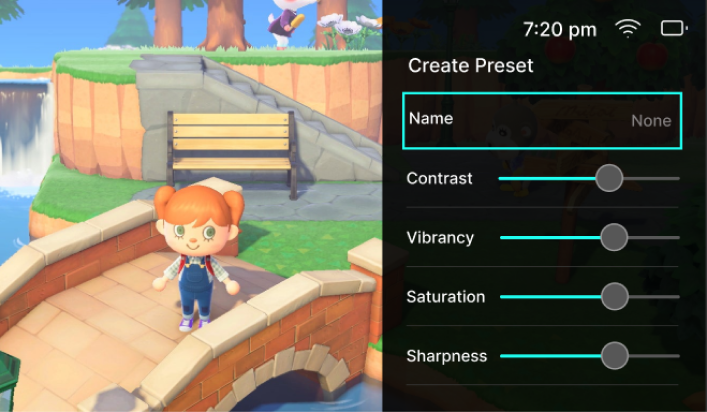 7:20 pm
Create Preset
Name None
Contrast
Vibrancy
Saturation
Sharpness